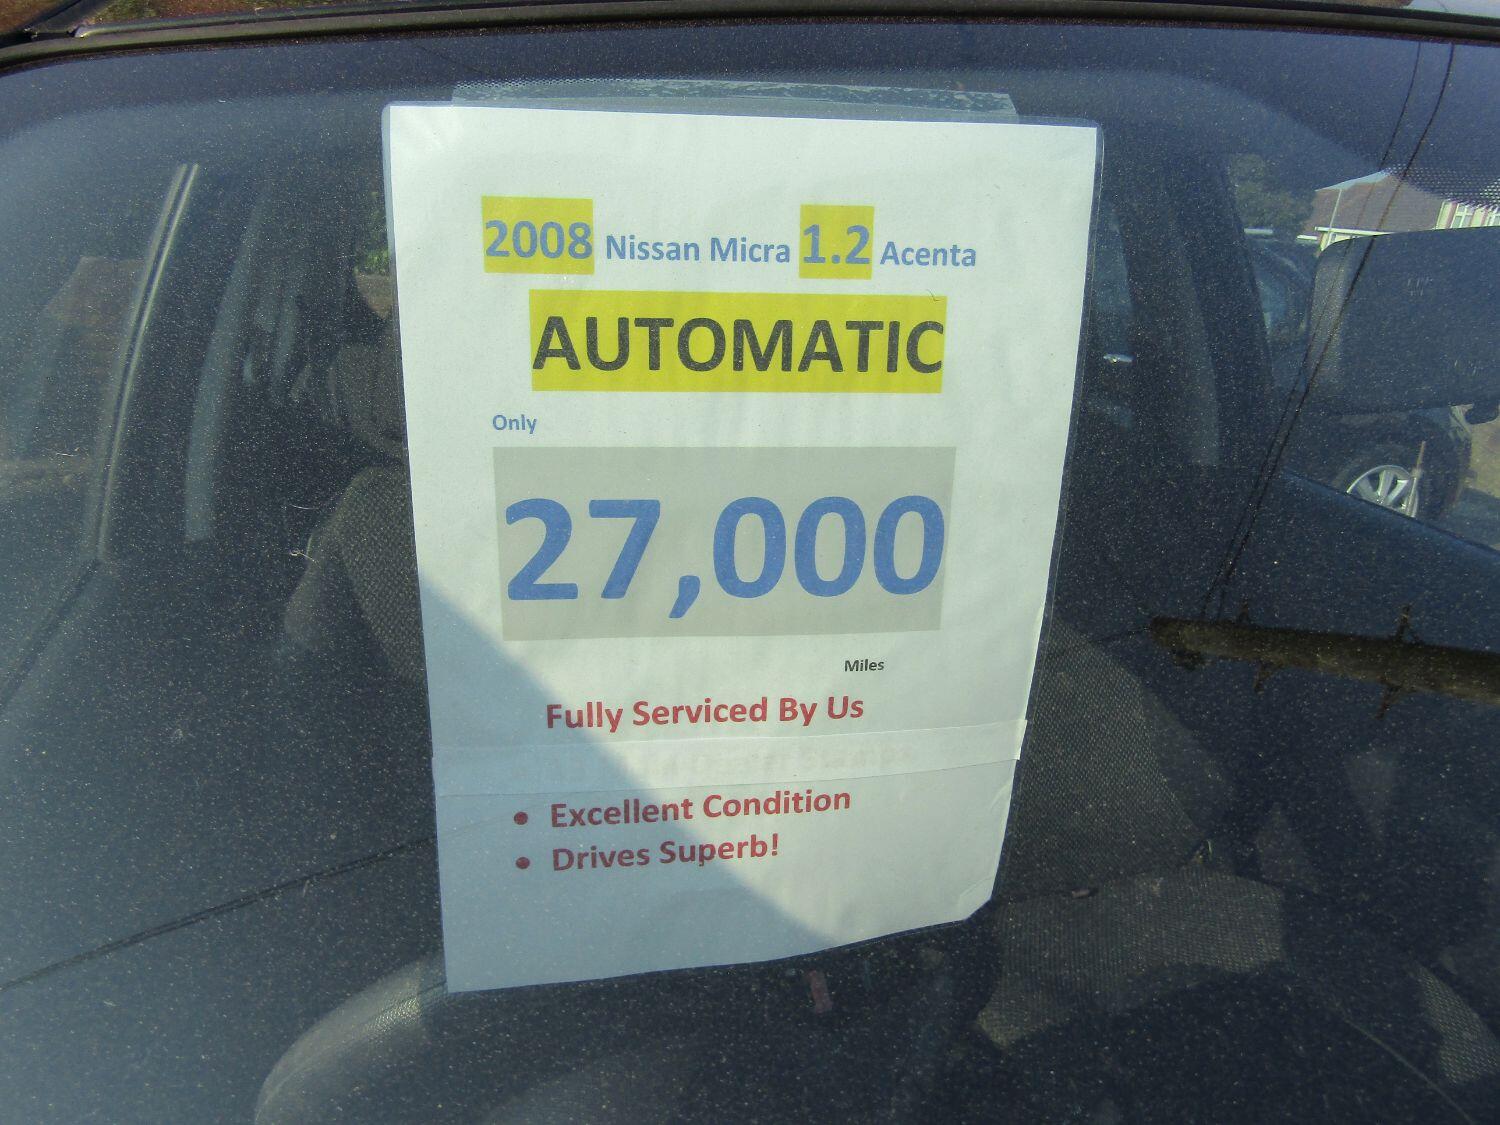 2008 Nissan Micra 1.2 Acenta
AUTOMATIC
Only
27,000
Miles
Fully Serviced By Us
• Excellent Condition
• Drives Superb!